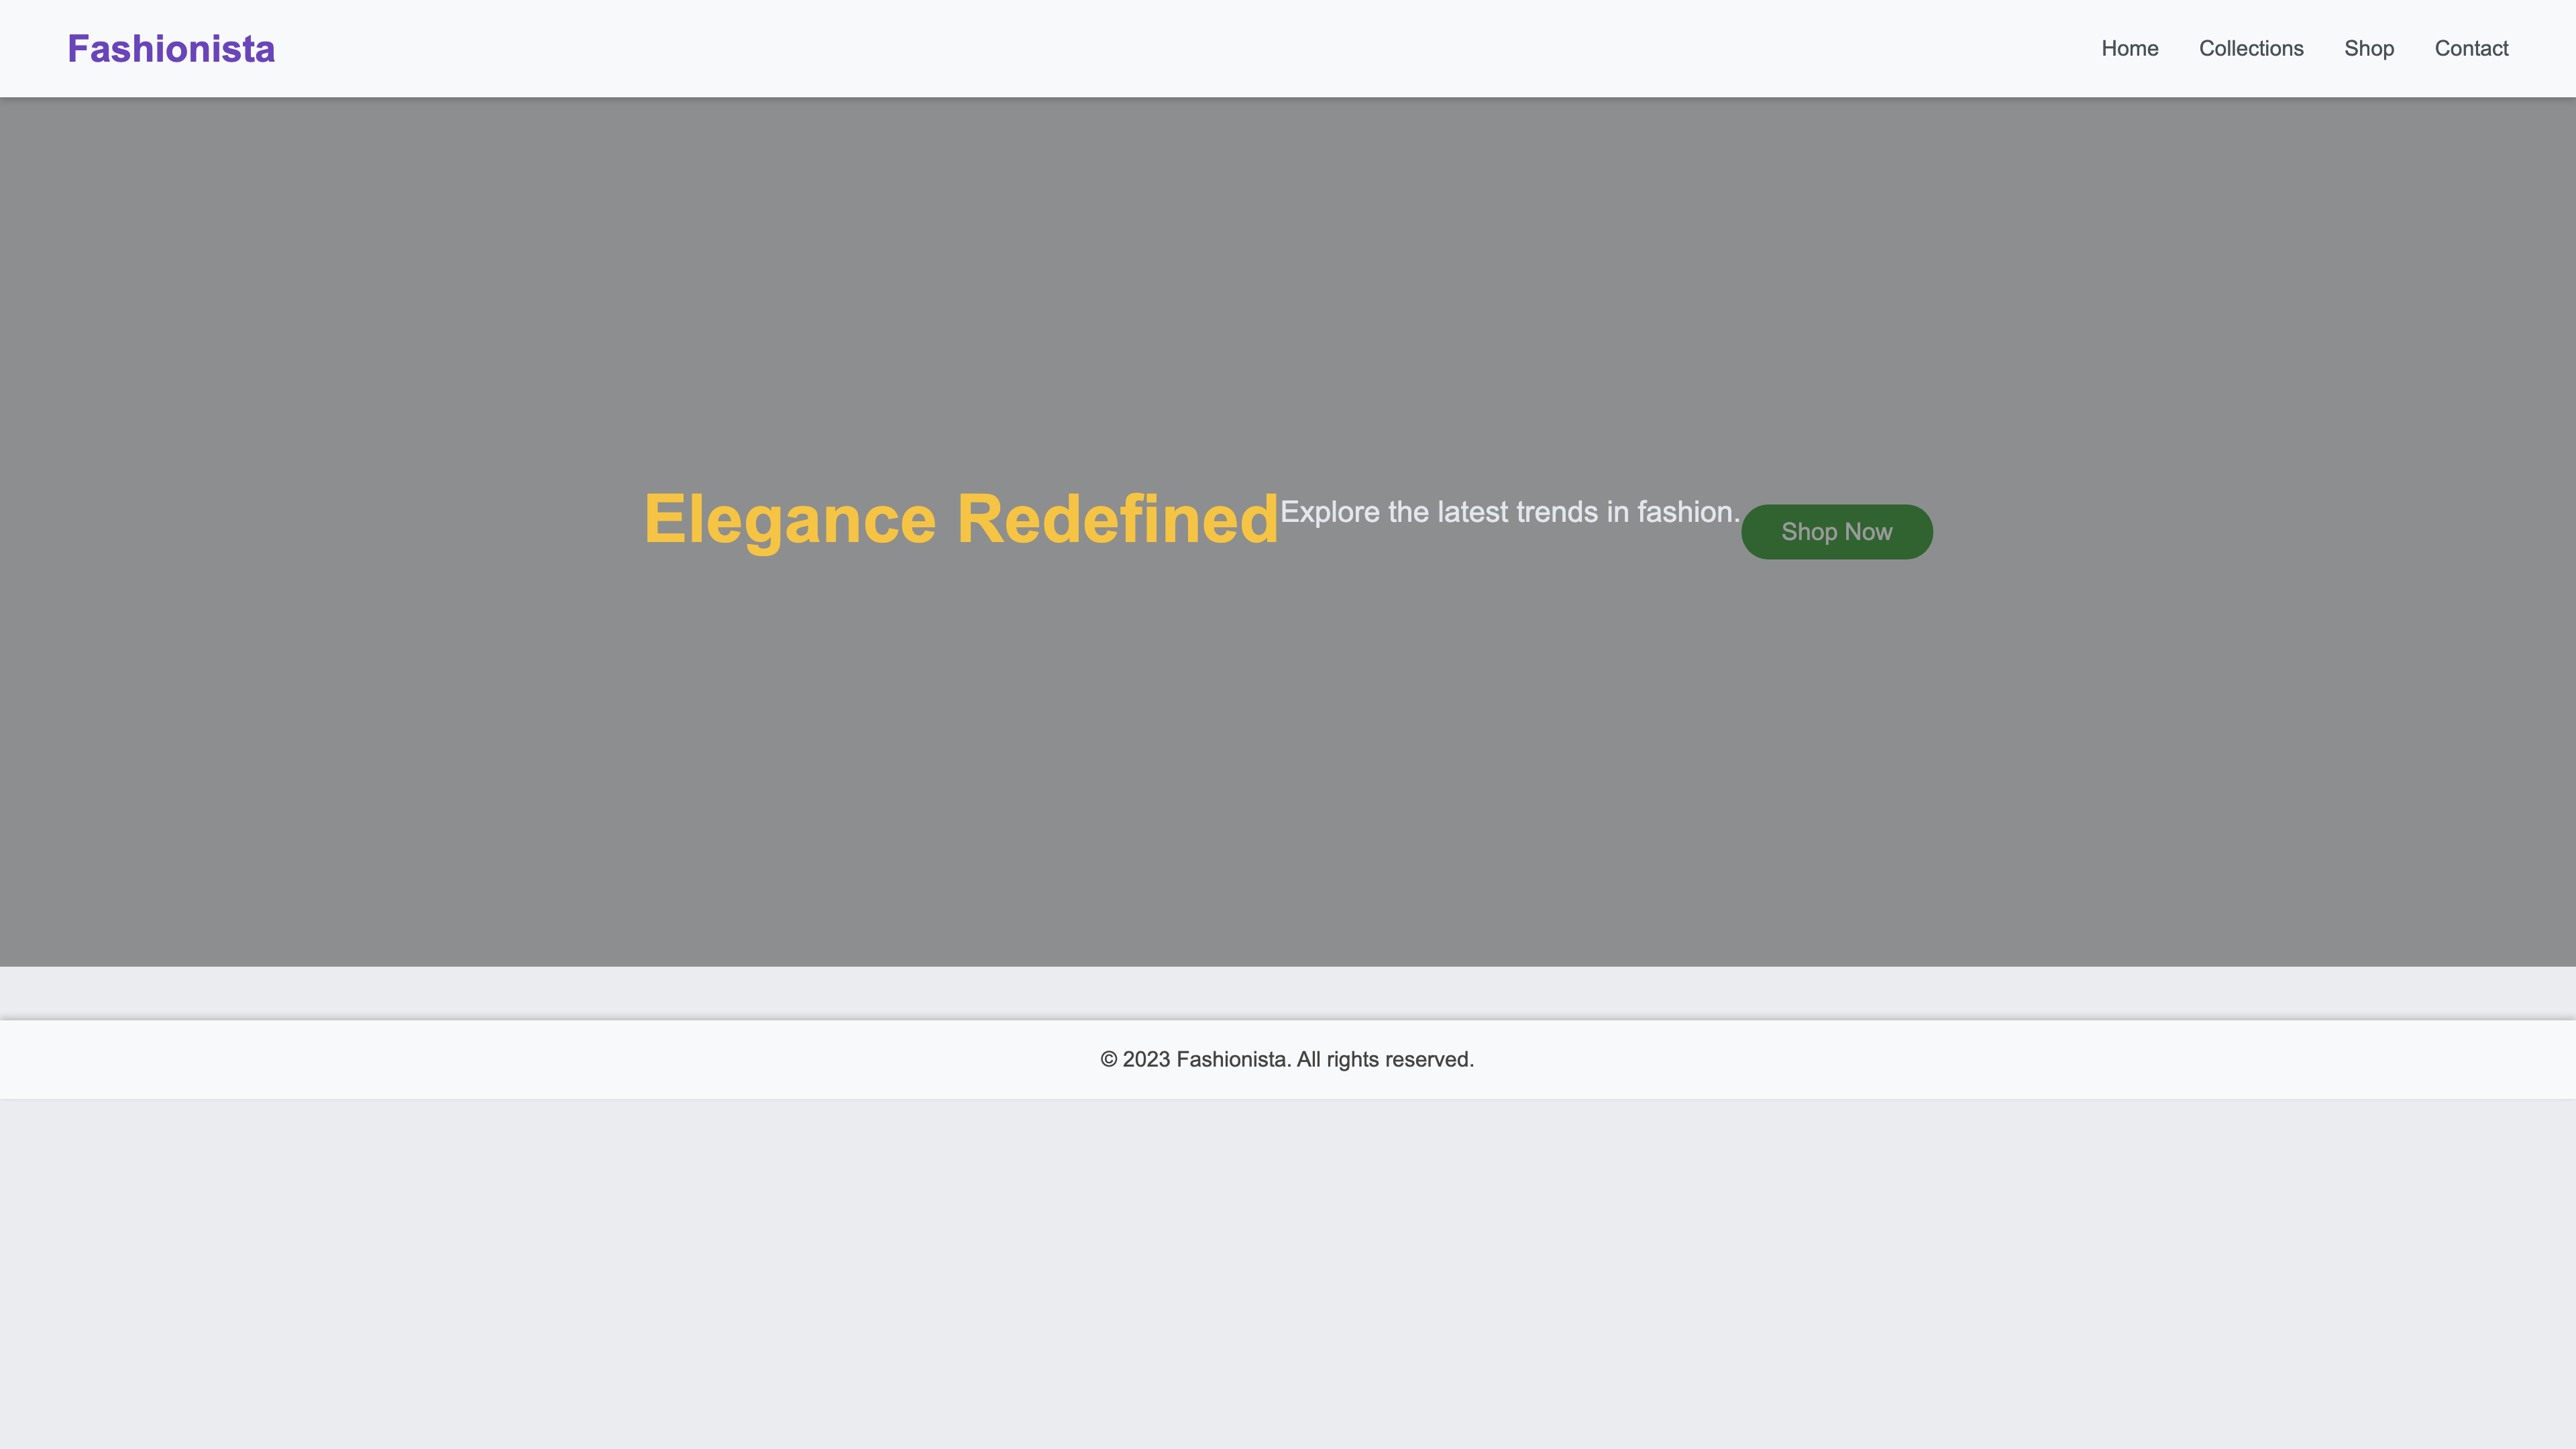 Fashionista
Home Collections Shop Contact
Elegance Redefined
Explore the latest trends in fashion.
Shop Now
© 2023 Fashionista. All rights reserved.